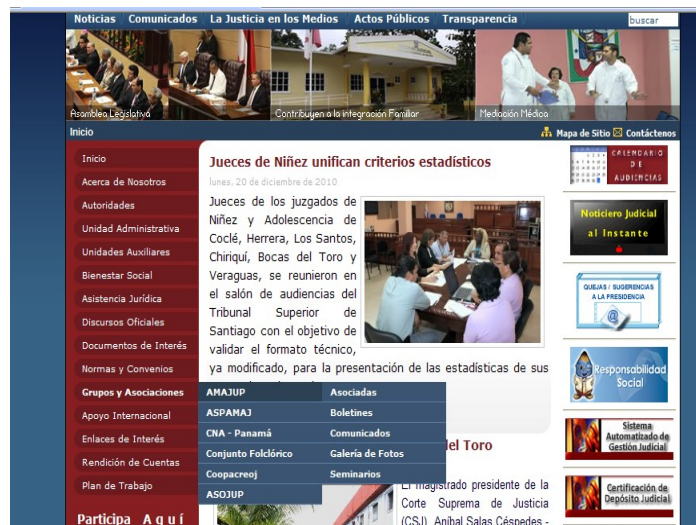 Noticias Comunicados La Justicia en los Medios Actos Públicos Transparencia buscar
Asamblea Legislativa
Contribuyen a la integración Familiar
Mediación Médica
Inicio
Mapa de Sitio Contáctenos
Inicio
Acerca de Nosotros
Autoridades
Unidad Administrativa
Unidades Auxiliares
Bienestar Social
Asistencia Jurídica
Discursos Oficiales
Documentos de Interés
Normas y Convenios
Grupos y Asociaciones
Apoyo Internacional
Enlaces de Interés
Rendición de Cuentas
Plan de Trabajo
Participa Aquí
AMAJUP
ASPAMAJ
CNA - Panamá
Conjunto Folclórico
Coopacreoj
ASOJUP
Asociadas
Boletines
Comunicados
Galería de Fotos
Seminarios
Jueces de Niñez unifican criterios estadísticos
lunes, 20 de diciembre de 2010
Jueces de los juzgados de
Niñez y Adolescencia de
Coclé, Herrera, Los Santos,
Chiriquí, Bocas del Toro y
Veraguas, se reunieron en
el salón de audiencias del
Tribunal Superior de
Santiago con el objetivo de
validar el formato técnico,
ya modificado, para la presentación de las estadísticas de sus
del Toro
El magistrado presidente de la
Corte Suprema de Justicia
(CSJ), Aníbal Salas Céspedes -
CALENDARIO
DE
AUDIENCIAS
Noticiero Judicial
al Instante
QUEJAS / SUGERENCIAS
A LA PRESIDENCIA
@
Responsabilidad
Social
Sistema
Automatizado de
Gestión Judicial
Certificación de
Depósito Judicial